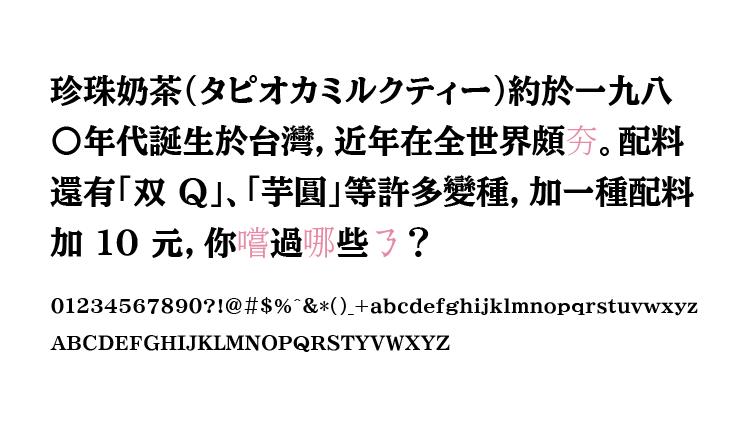 珍珠奶茶（タピオカミルクティー）約於一九八
〇年代誕生於台灣，近年在全世界頗夯。配料
還有「双 Q」、「芋圓」等許多變種，加一種配料
加 10 元，你嚐過哪些ㄋ？
01234567890?!@#$%^&*()_+abcdefghijklmnopqrstuvwxyz
ABCDEFGHIJKLMNOPQRSTYVWXYZ